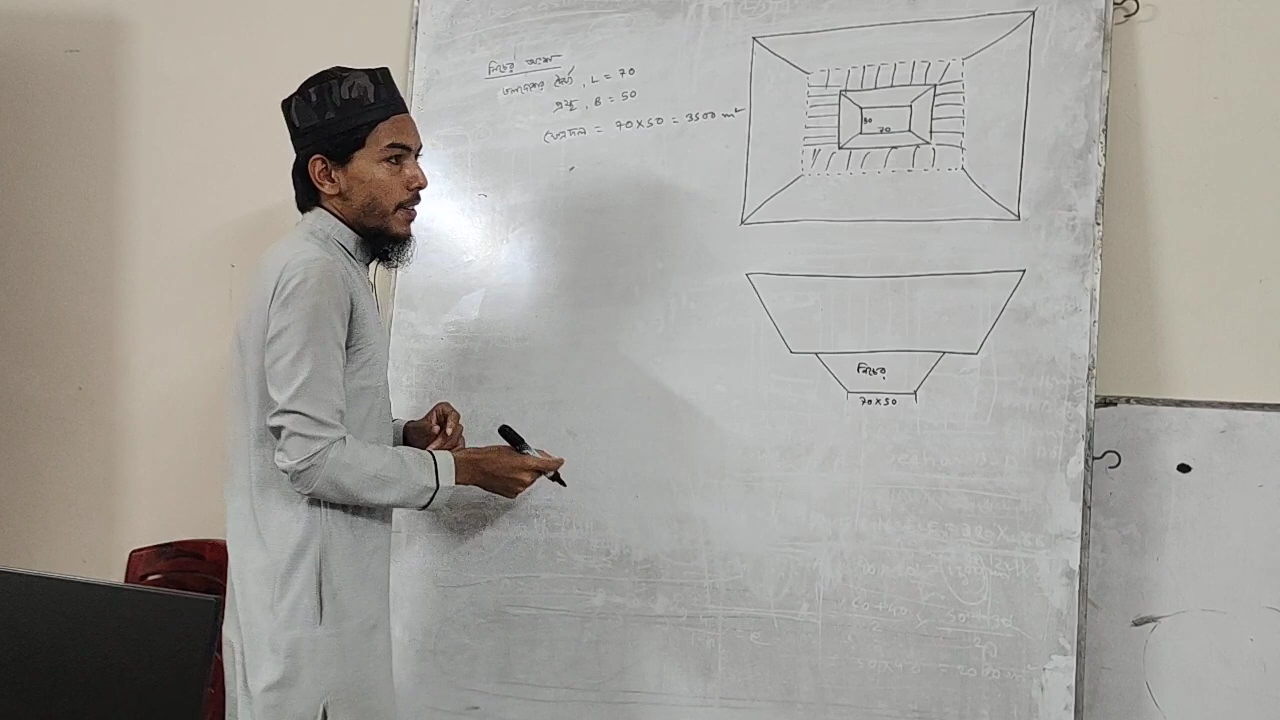 নিচের অংশ
তলদেশের দৈর্ঘ্য, L = 70
প্রস্থ, B = 50
ক্ষেত্রফল = 70 × 50 = 3500 m²
50
70
নিচের
70 × 50